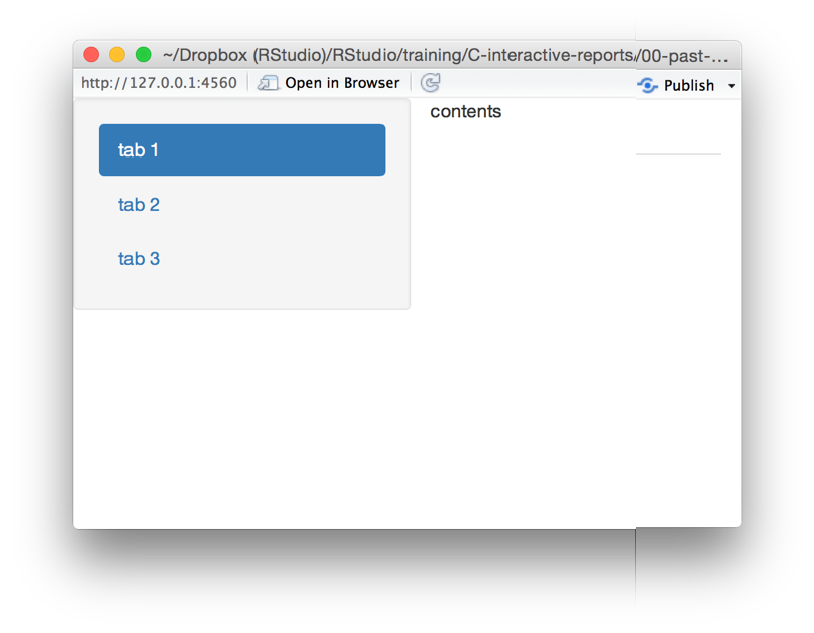 ~/Dropbox (RStudio)/RStudio/training/C-interactive-reports/00-past-...
http://127.0.0.1:4560 Open in Browser Publish
tab 1
tab 2
tab 3
contents